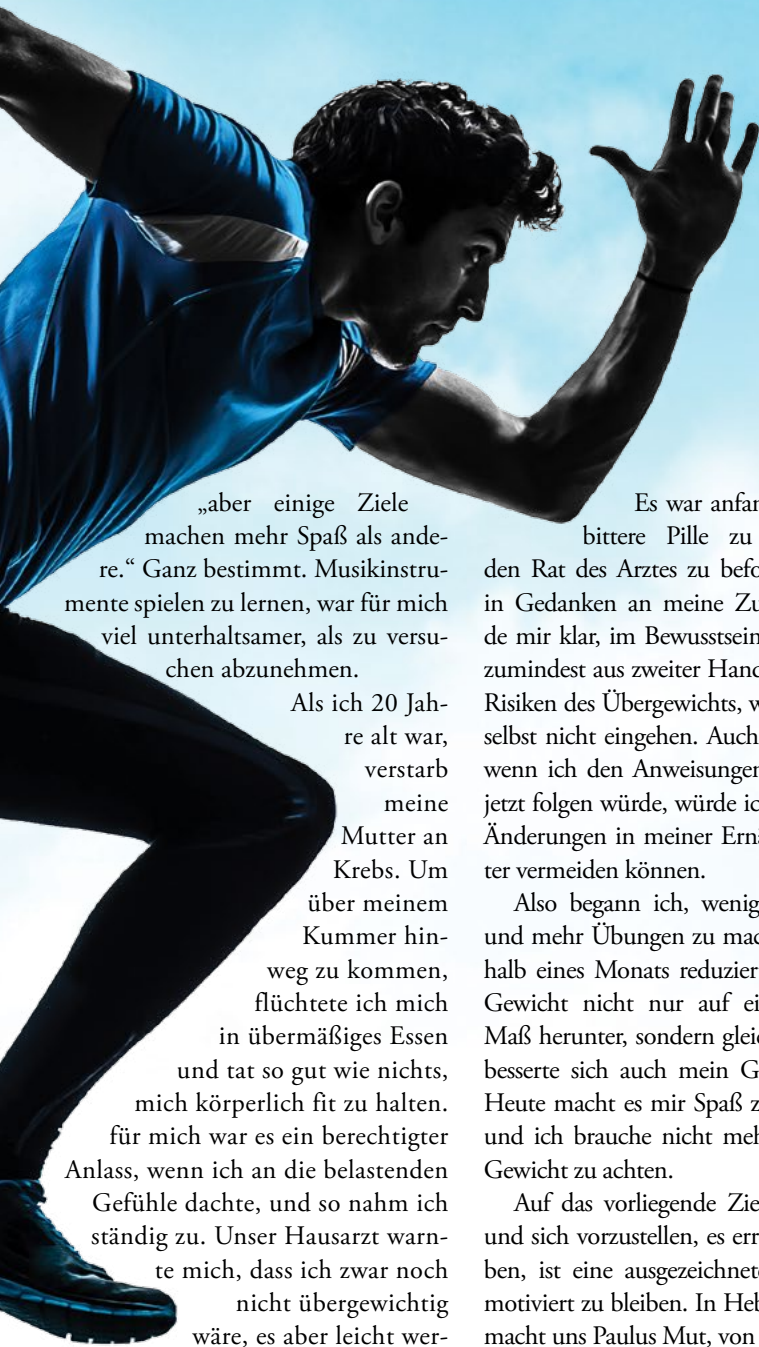 „aber einige Ziele
machen mehr Spaß als ande-
re.“ Ganz bestimmt. Musikinstru-
mente spielen zu lernen, war für mich
viel unterhaltsamer, als zu versu-
chen abzunehmen.
Als ich 20 Jah-
re alt war,
verstarb
meine
Mutter an
Krebs. Um
über meinem
Kummer hin-
weg zu kommen,
flüchtete ich mich
in übermäßiges Essen
und tat so gut wie nichts,
mich körperlich fit zu halten.
für mich war es ein berechtigter
Anlass, wenn ich an die belastenden
Gefühle dachte, und so nahm ich
ständig zu. Unser Hausarzt warn-
te mich, dass ich zwar noch
nicht übergewichtig
wäre, es aber leicht wer-
Es war
bittere Pille zu
den Rat des Arztes zu befo
in Gedanken an meine Zu
de mir klar, im Bewusstsein
zumindest aus zweiter Hand
Risiken des Übergewichts, w
selbst nicht eingehen. Auch
wenn ich den Anweisungen
jetzt folgen würde, würde ic
Änderungen in meiner Ern
ter vermeiden können.
Also begann ich, wenig
und mehr Übungen zu mac
halb eines Monats reduzier
Gewicht nicht nur auf ei
Maß herunter, sondern gleic
besserte sich auch mein G
Heute macht es mir Spaß z
und ich brauche nicht meh
Gewicht zu achten.
Auf das vorliegende Zie
und sich vorzustellen, es err
ben, ist eine ausgezeichnet
motiviert zu bleiben. In Heb
macht uns Paulus Mut, von